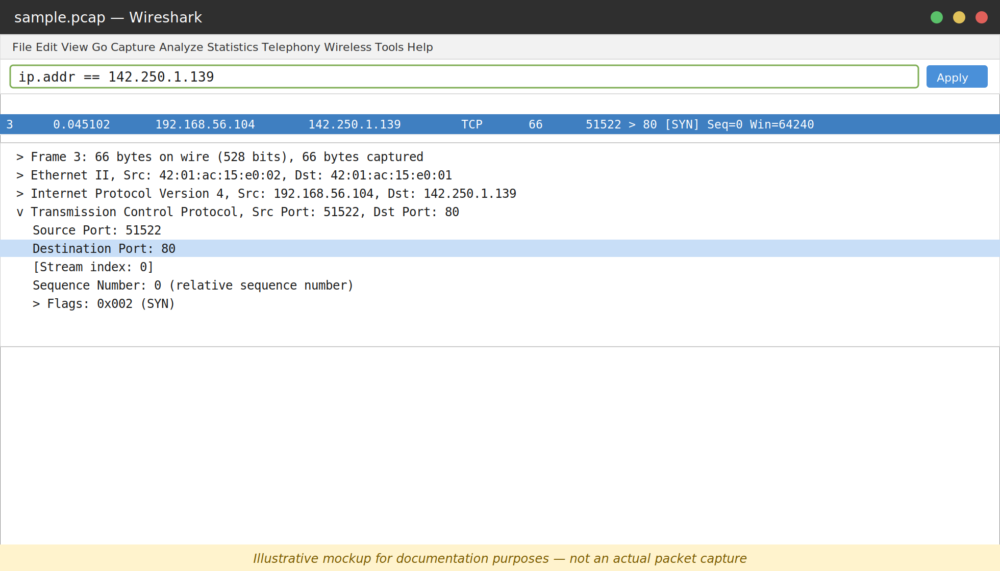 sample.pcap — Wireshark
File Edit View Go Capture Analyze Statistics Telephony Wireless Tools Help
ip.addr == 142.250.1.139 Apply
3 0.045102 192.168.56.104 142.250.1.139 TCP 66 51522 > 80 [SYN] Seq=0 Win=64240
> Frame 3: 66 bytes on wire (528 bits), 66 bytes captured
> Ethernet II, Src: 42:01:ac:15:e0:02, Dst: 42:01:ac:15:e0:01
> Internet Protocol Version 4, Src: 192.168.56.104, Dst: 142.250.1.139
v Transmission Control Protocol, Src Port: 51522, Dst Port: 80
Source Port: 51522
Destination Port: 80
[Stream index: 0]
Sequence Number: 0 (relative sequence number)
> Flags: 0x002 (SYN)
Illustrative mockup for documentation purposes — not an actual packet capture